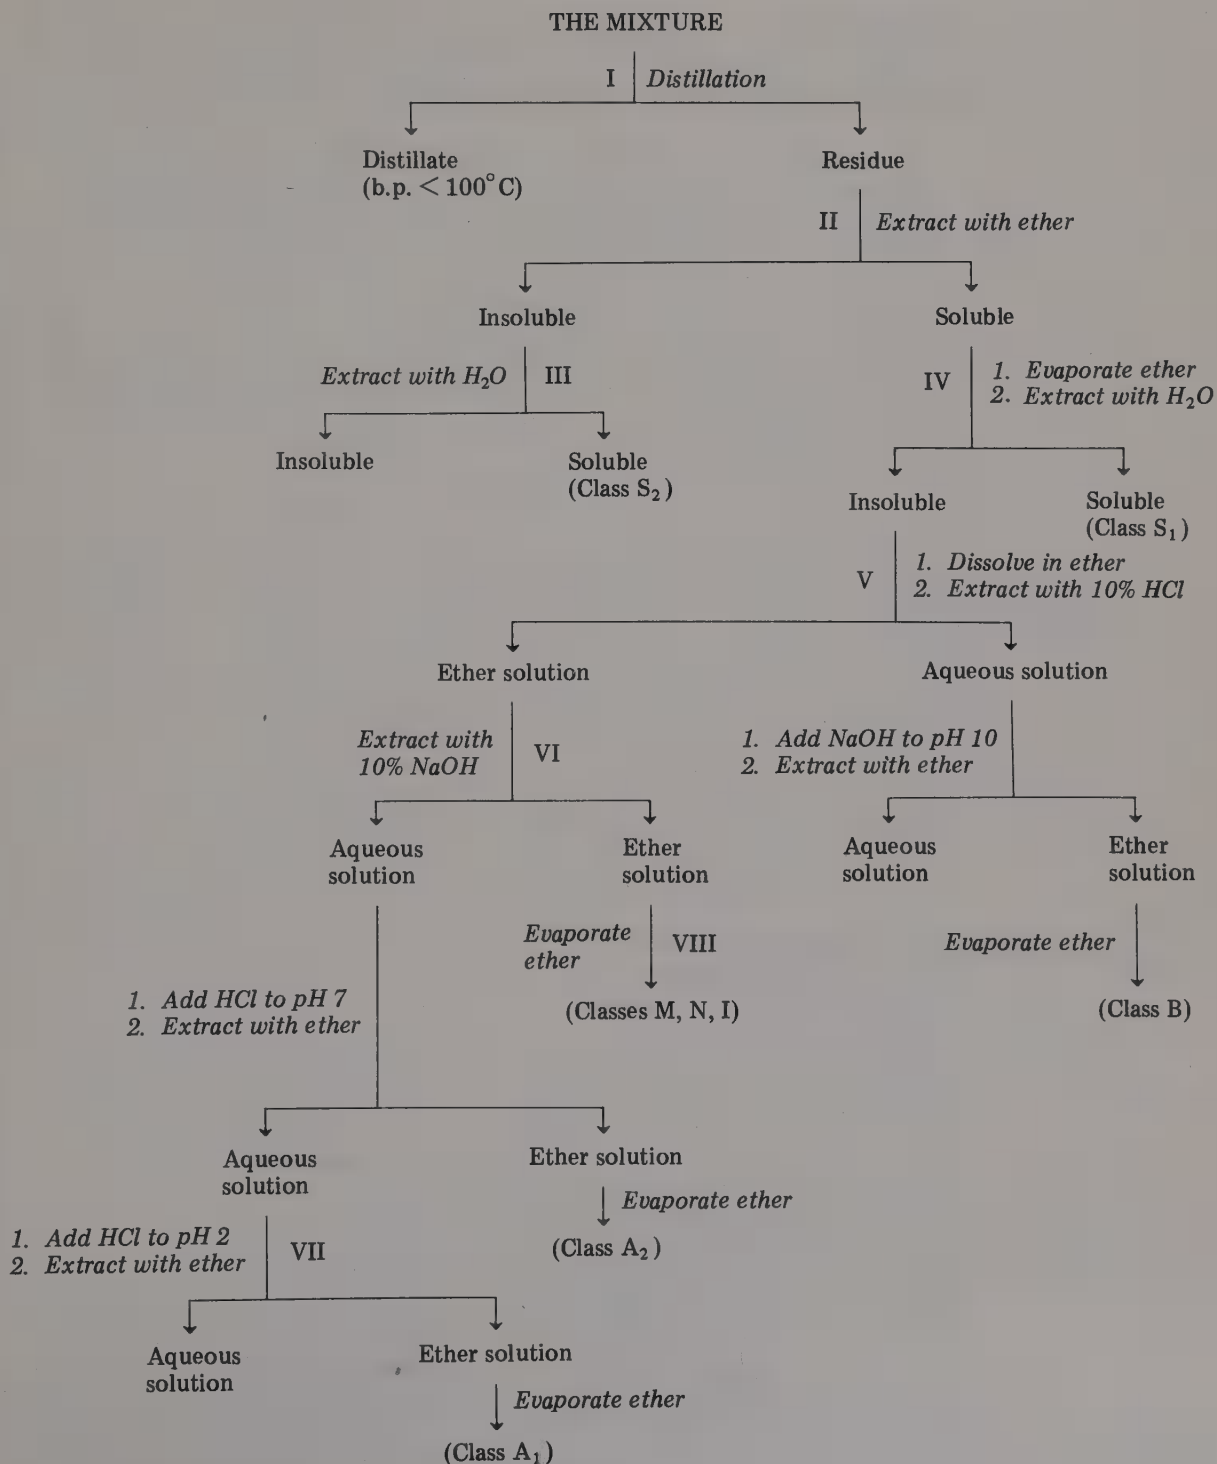 THE MIXTURE
I Distillation
Distillate
(b.p. < 100°C)
Residue
II Extract with ether
Insoluble
Soluble
Extract with H₂O III
IV
1. Evaporate ether
2. Extract with H₂O
Insoluble
Soluble
(Class S₂)
Insoluble
Soluble
(Class S₁)
V
1. Dissolve in ether
2. Extract with 10% HCl
Ether solution
Aqueous solution
Extract with
10% NaOH
VI
1. Add NaOH to pH 10
2. Extract with ether
Aqueous
solution
Ether
solution
Aqueous
solution
Ether
solution
Evaporate
ether
VIII
Evaporate ether
(Classes M, N, I)
(Class B)
1. Add HCl to pH 7
2. Extract with ether
Aqueous
solution
Ether solution
Evaporate ether
(Class A₂)
1. Add HCl to pH 2
2. Extract with ether
VII
Aqueous
solution
Ether solution
Evaporate ether
(Class A₁)